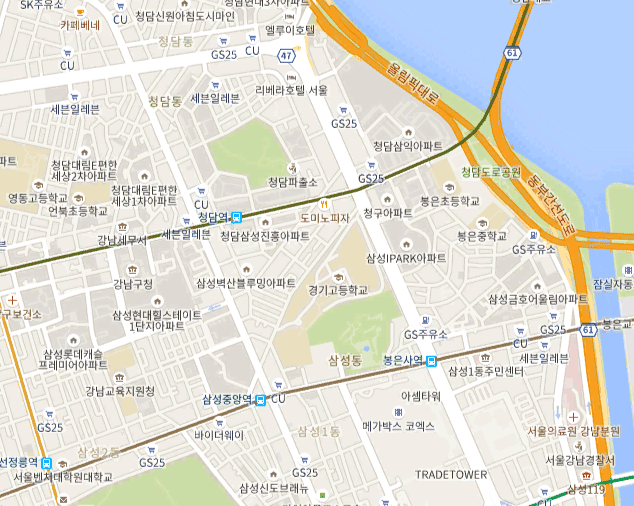 SK주유소
CU
청담현대3차아파트
청담신원아침도시마인
카페베네
엘루이호텔
청담동
GS25
CU
47
61
CU
올림픽대로
리베라호텔 서울
세븐일레븐
청담동
세븐일레븐
GS25
청담삼익아파트
청담대림E편한
세상2차아파트
GS25
청담도로공원
청담대림E편한
세상1차아파트
청담파출소
동부간선도로
영동고등학교
언북초등학교
CU
봉은초등학교
청담역
도미노피자
청구아파트
강남세무서
세븐일레븐
청담삼성진흥아파트
봉은중학교
GS주유소
삼성IPARK아파트
강남구청
삼성벽산블루밍아파트
경기고등학교
잠실자동
삼성금호어울림아파트
구보건소
삼성현대힐스테이트
1단지아파트
GS주유소
GS25
61
봉은교
삼성롯데캐슬
프레미어아파트
삼성동
봉은사역
CU
세븐일레븐
삼성1동주민센터
강남교육지원청
삼성중앙역
CU
아셈타워
GS25
바이더웨이
삼성1동
메가박스 코엑스
서울의료원 강남분원
삼성2동
선정릉역
CU
GS25
서울강남경찰서
서울벤처대학원대학교
삼성신도브래뉴
TRADETOWER
삼성119
CU